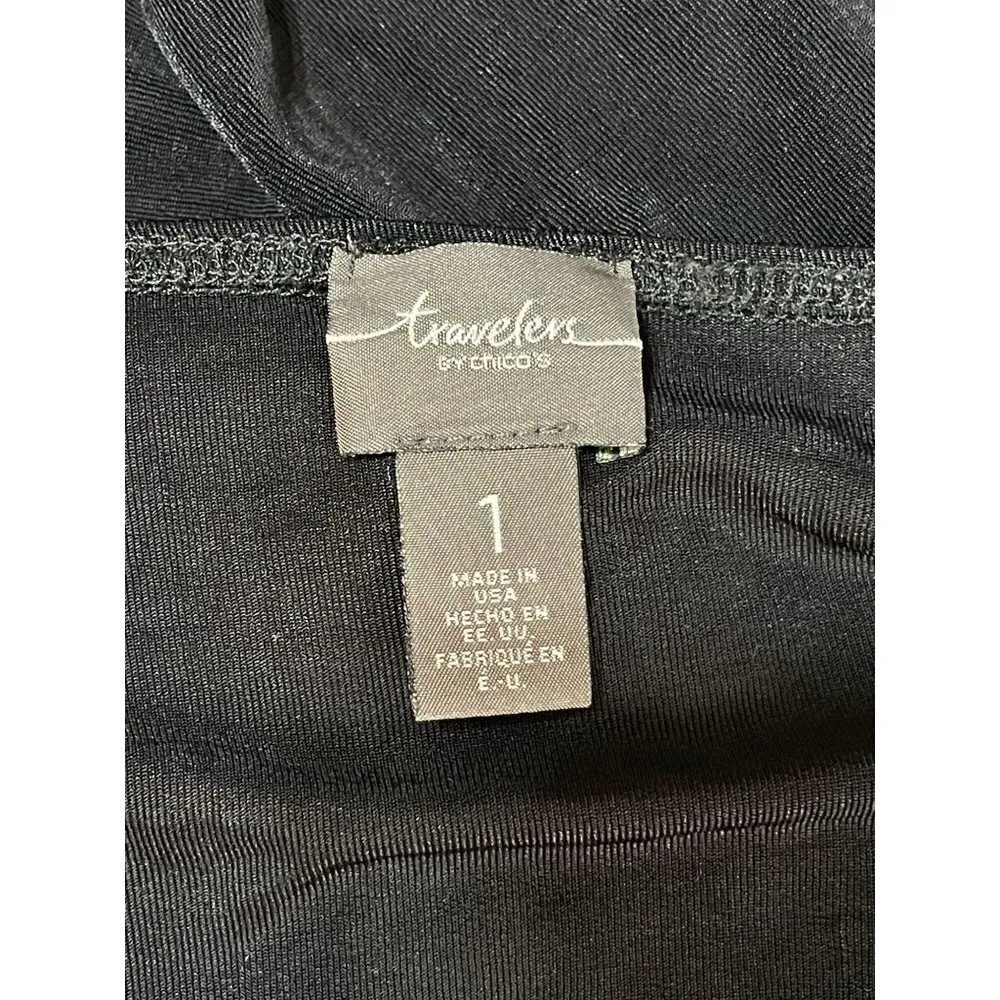 travelers
BY CHICO'S
1
MADE IN
USA
HECHO EN
EE. UU.
FABRIQUÉ EN
E.-U.